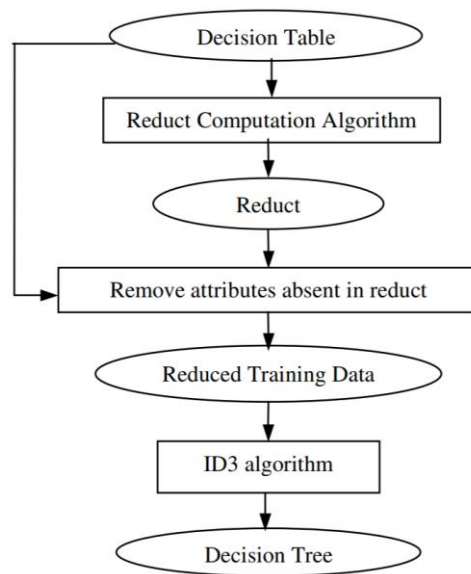 Decision Table
Reduct Computation Algorithm
Reduct
Remove attributes absent in reduct
Reduced Training Data
ID3 algorithm
Decision Tree